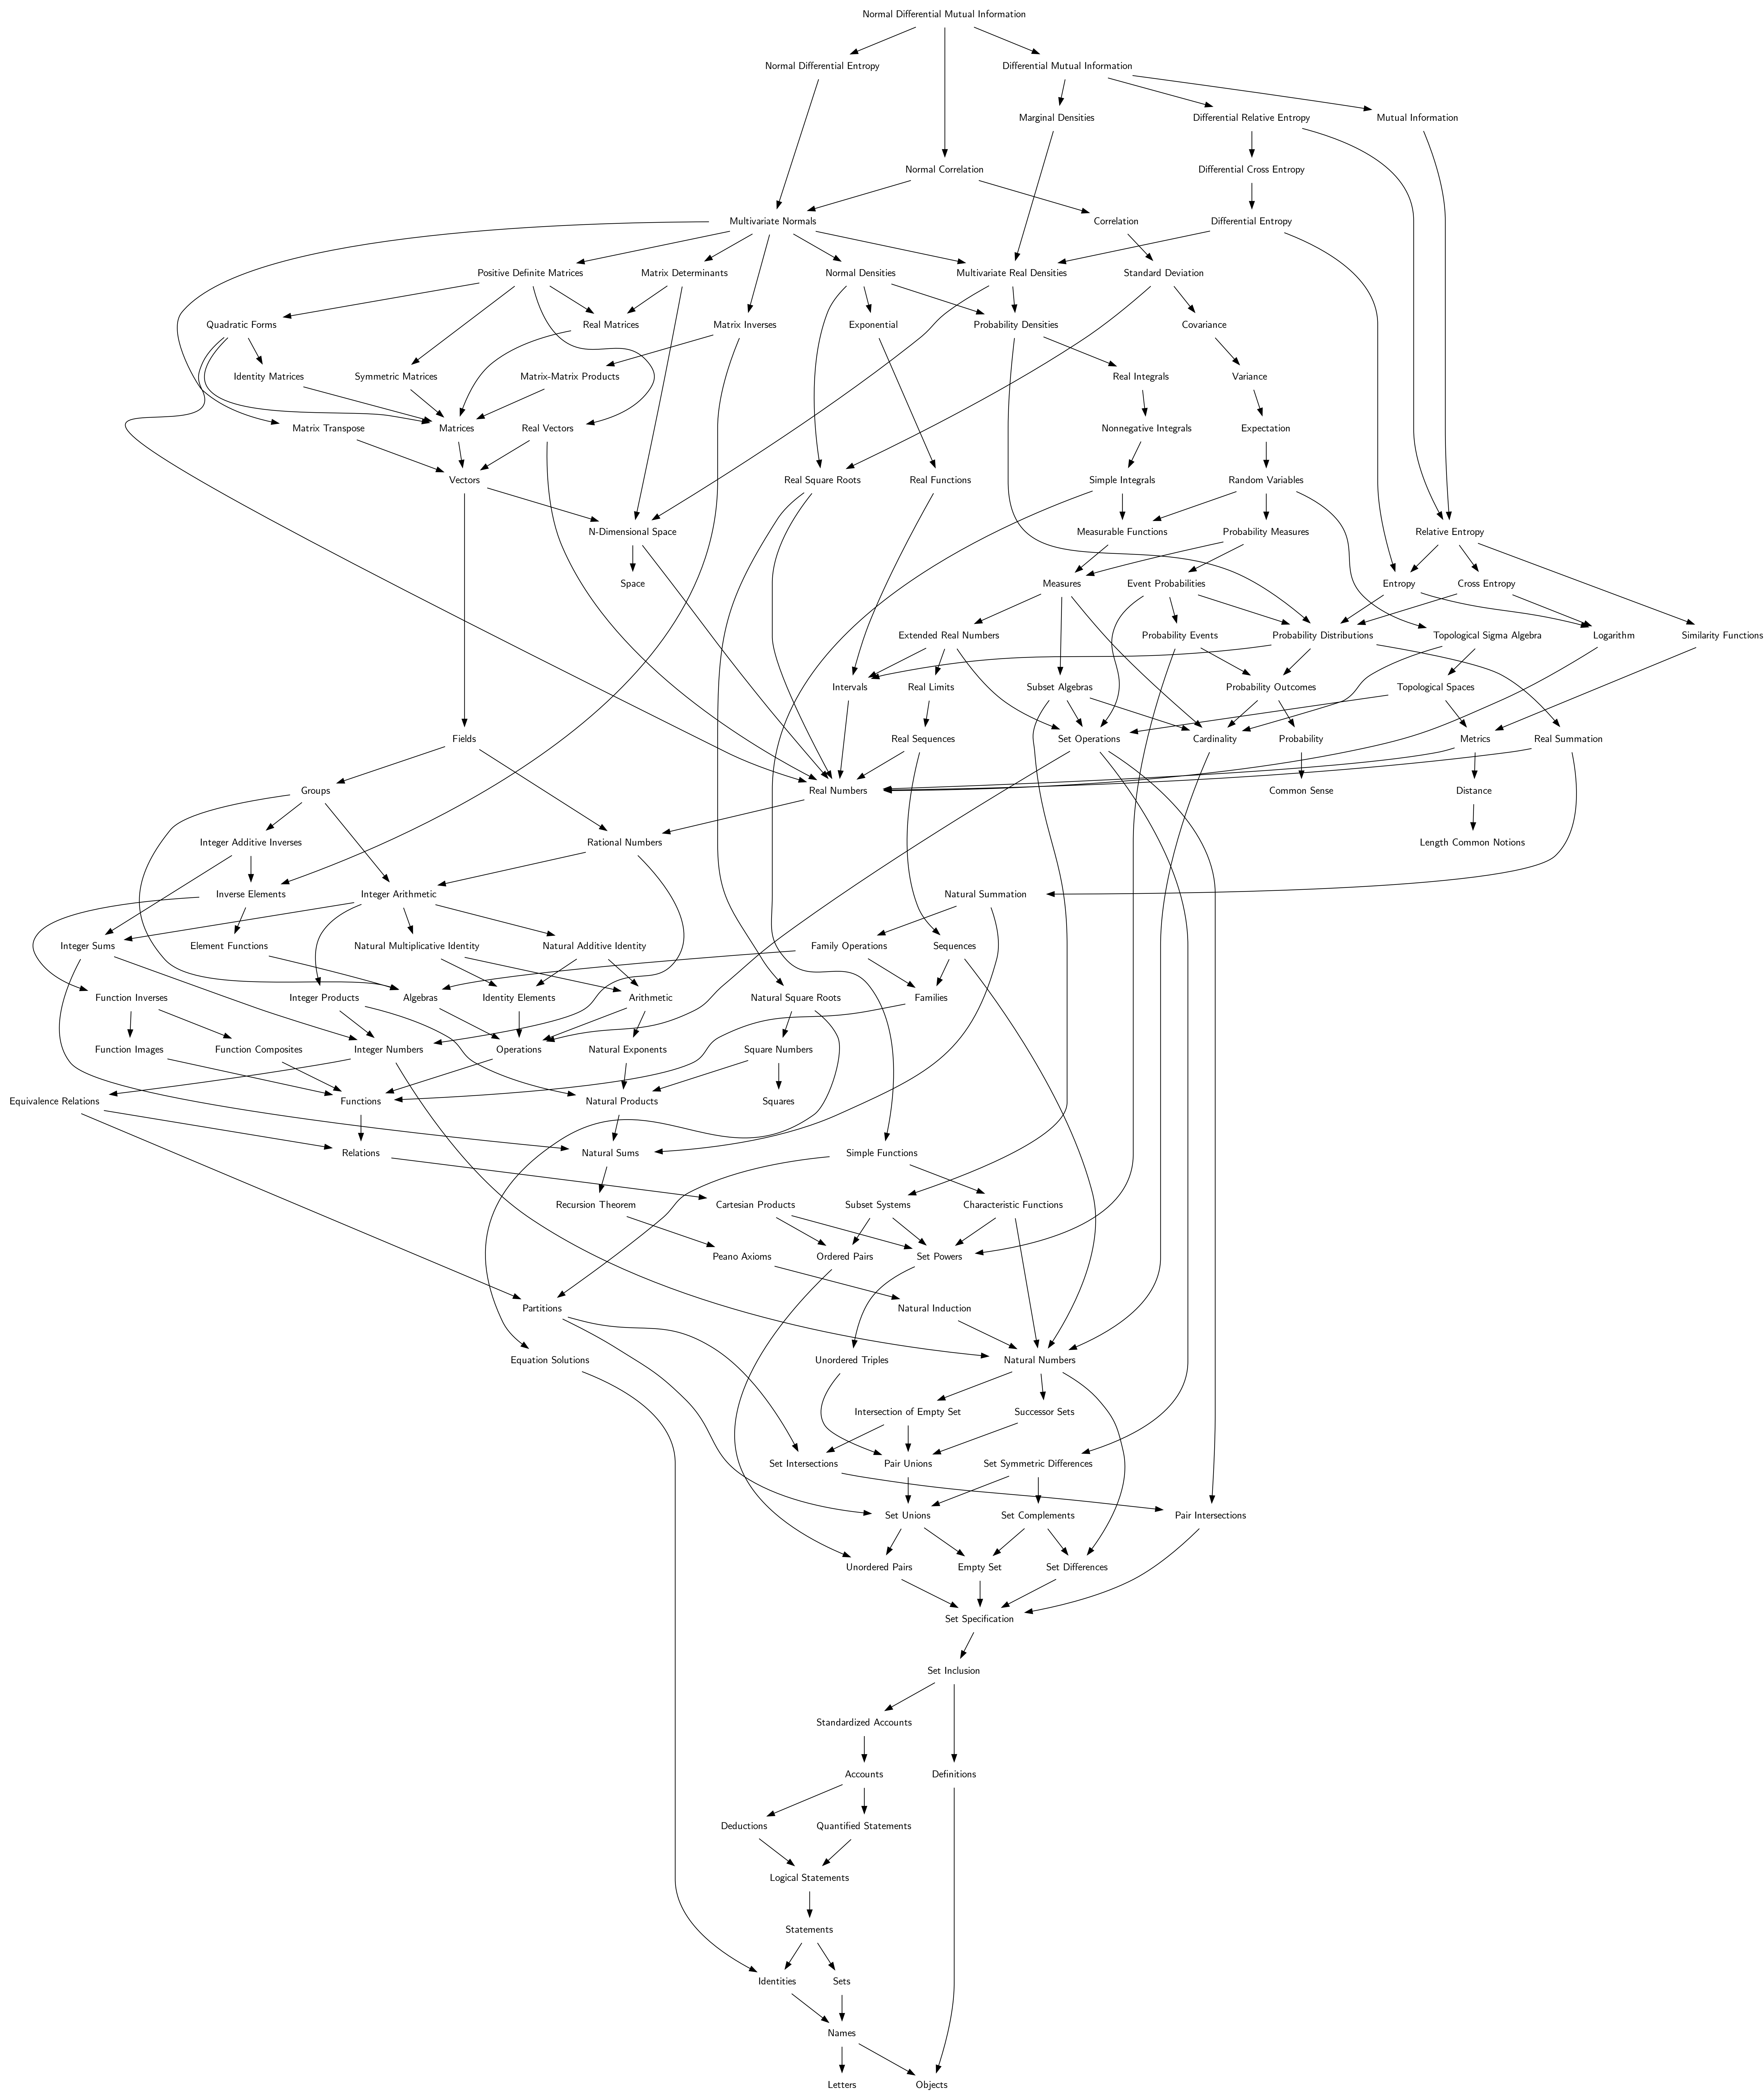 Normal Differential Mutual Information
Normal Differential Entropy
Differential Mutual Information
Marginal Densities
Differential Relative Entropy
Mutual Information
Normal Correlation
Differential Cross Entropy
Multivariate Normals
Correlation
Differential Entropy
Positive Definite Matrices
Matrix Determinants
Normal Densities
Multivariate Real Densities
Standard Deviation
Quadratic Forms
Real Matrices
Matrix Inverses
Exponential
Probability Densities
Covariance
Identity Matrices
Symmetric Matrices
Matrix-Matrix Products
Real Integrals
Variance
Matrix Transpose
Matrices
Real Vectors
Nonnegative Integrals
Expectation
Vectors
Real Square Roots
Real Functions
Simple Integrals
Random Variables
N-Dimensional Space
Measurable Functions
Probability Measures
Relative Entropy
Space
Measures
Event Probabilities
Entropy
Cross Entropy
Extended Real Numbers
Probability Events
Probability Distributions
Topological Sigma Algebra
Logarithm
Similarity Functions
Intervals
Real Limits
Subset Algebras
Probability Outcomes
Topological Spaces
Fields
Real Sequences
Set Operations
Cardinality
Probability
Metrics
Real Summation
Groups
Real Numbers
Common Sense
Distance
Integer Additive Inverses
Rational Numbers
Length Common Notions
Inverse Elements
Integer Arithmetic
Natural Summation
Integer Sums
Element Functions
Natural Multiplicative Identity
Natural Additive Identity
Family Operations
Sequences
Function Inverses
Integer Products
Algebras
Identity Elements
Arithmetic
Natural Square Roots
Families
Function Images
Function Composites
Integer Numbers
Operations
Natural Exponents
Square Numbers
Equivalence Relations
Functions
Natural Products
Squares
Relations
Natural Sums
Simple Functions
Recursion Theorem
Cartesian Products
Subset Systems
Characteristic Functions
Peano Axioms
Ordered Pairs
Set Powers
Partitions
Natural Induction
Equation Solutions
Unordered Triples
Natural Numbers
Intersection of Empty Set
Successor Sets
Set Intersections
Pair Unions
Set Symmetric Differences
Set Unions
Set Complements
Pair Intersections
Unordered Pairs
Empty Set
Set Differences
Set Specification
Set Inclusion
Standardized Accounts
Accounts
Definitions
Deductions
Quantified Statements
Logical Statements
Statements
Identities
Sets
Names
Letters
Objects